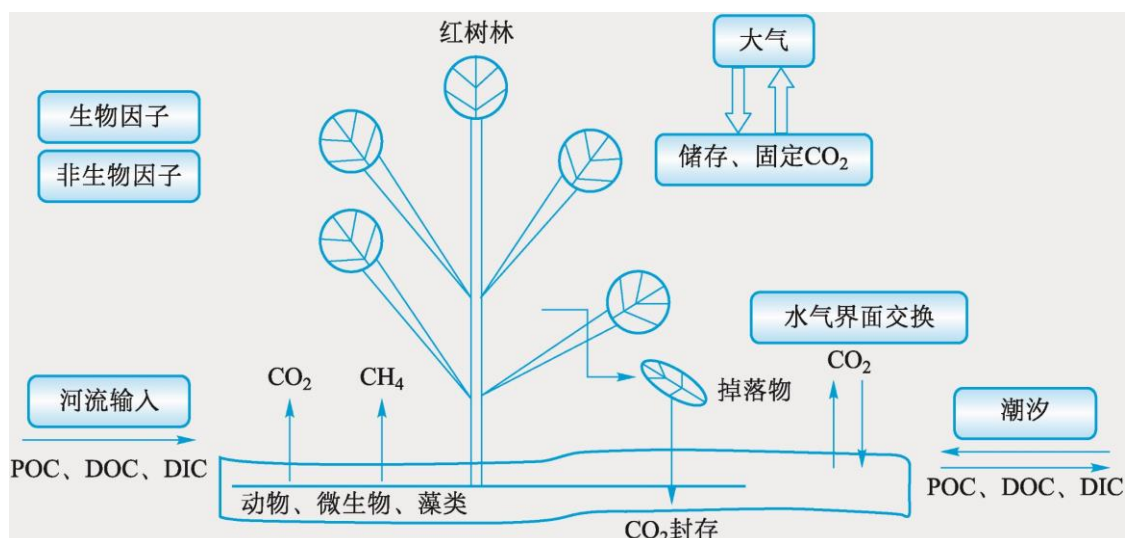 红树林
大气
生物因子
非生物因子
储存、固定CO₂
水气界面交换
CO₂
CH₄
CO₂
掉落物
河流输入
潮汐
POC、DOC、DIC
POC、DOC、DIC
动物、微生物、藻类
CO₂封存